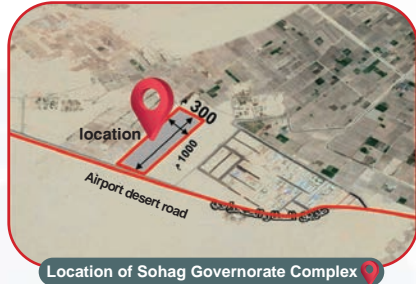 300
location
1000
Airport desert road
Location of Sohag Governorate Complex